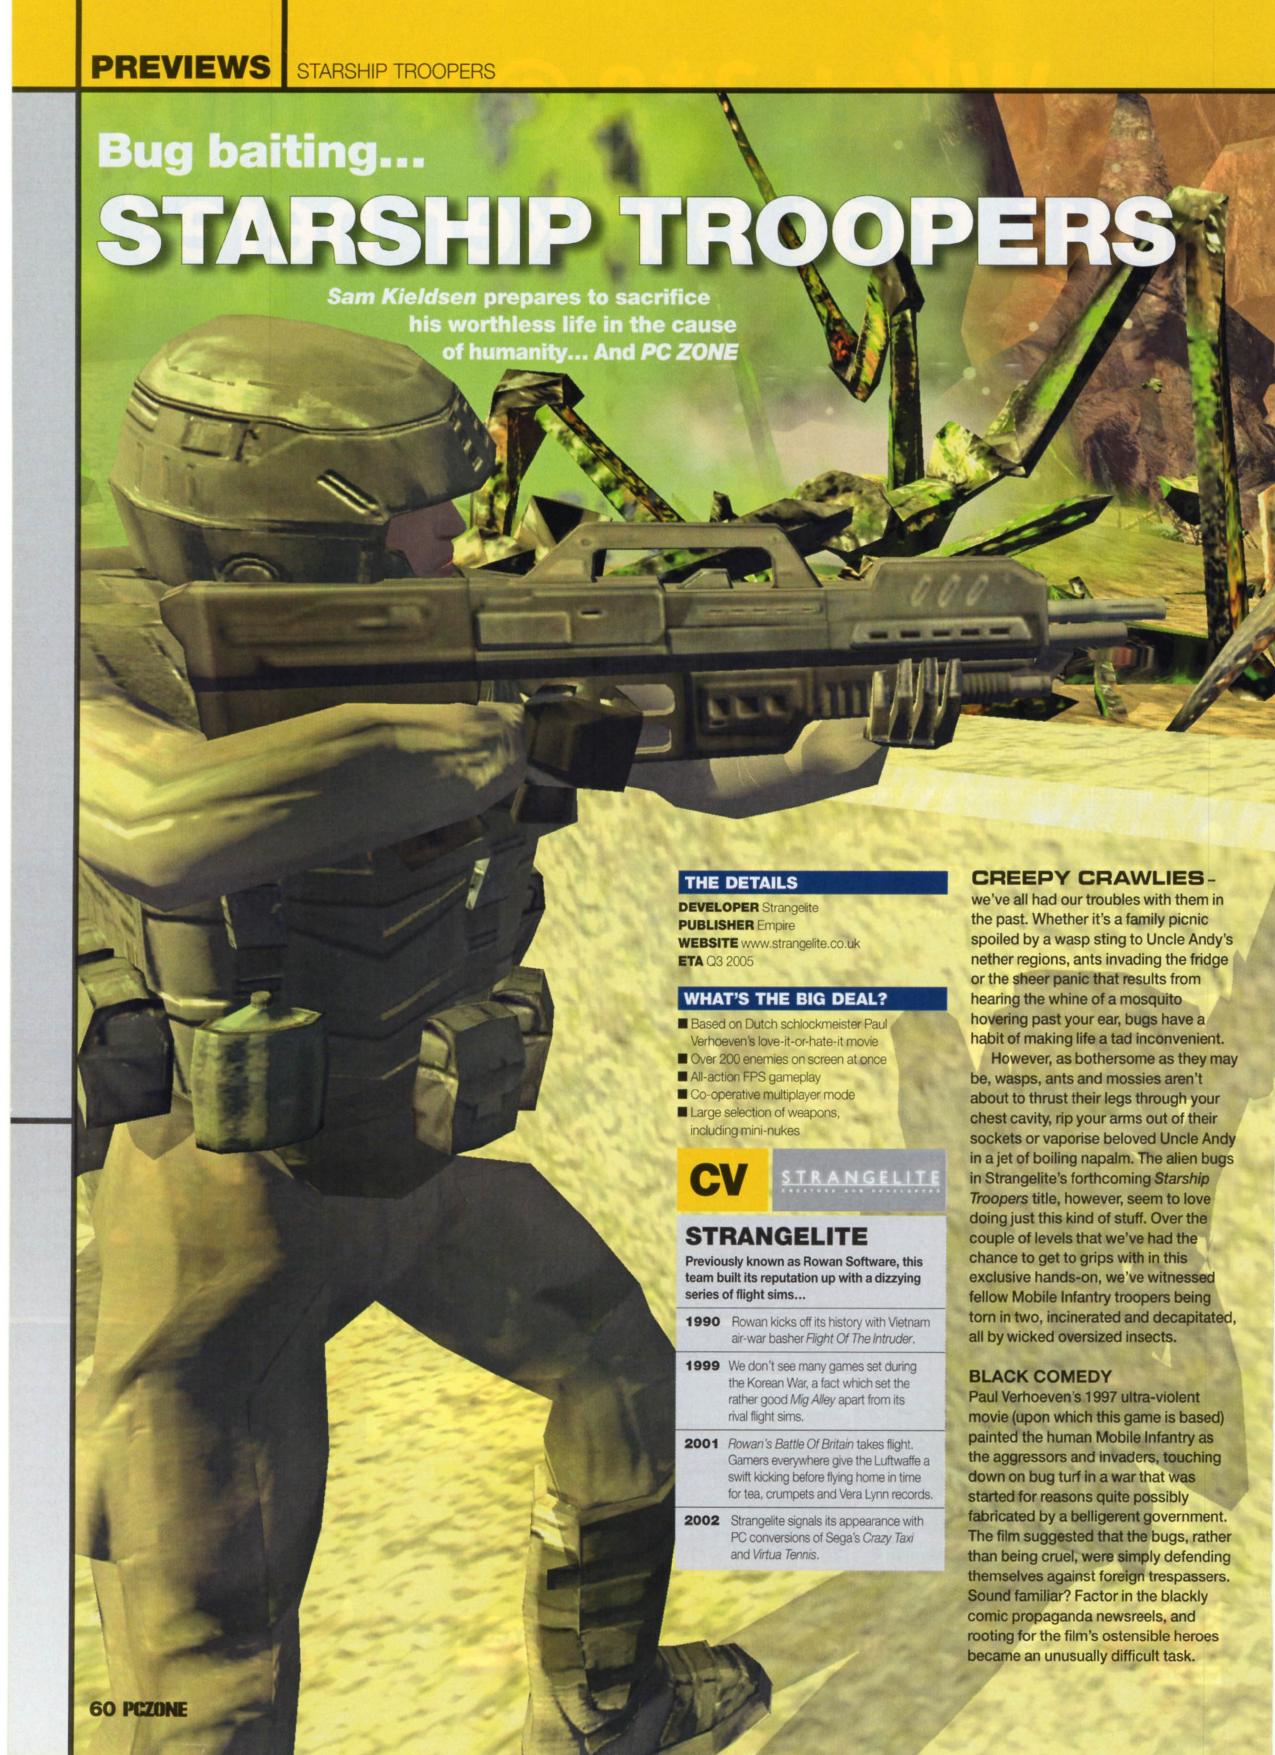 PREVIEWS
STARSHIP TROOPERS
Bug baiting...
STARSHIP TROOPERS
Sam Kieldsen prepares to sacrifice
his worthless life in the cause
of humanity... And PC ZONE
THE DETAILS
DEVELOPER Strangelite
PUBLISHER Empire
WEBSITE www.strangelite.co.uk
ETA Q3 2005
WHAT'S THE BIG DEAL?
■ Based on Dutch schlockmeister Paul
Verhoeven's love-it-or-hate-it movie
■ Over 200 enemies on screen at once
■ All-action FPS gameplay
■ Co-operative multiplayer mode
■ Large selection of weapons,
including mini-nukes
CV
STRANGELITE
STRANGELITE
Previously known as Rowan Software, this
team built its reputation up with a dizzying
series of flight sims...
1990 Rowan kicks off its history with Vietnam
air-war basher Flight Of The Intruder.
1999 We don't see many games set during
the Korean War, a fact which set the
rather good Mig Alley apart from its
rival flight sims.
2001 Rowan's Battle Of Britain takes flight.
Gamers everywhere give the Luftwaffe a
swift kicking before flying home in time
for tea, crumpets and Vera Lynn records.
2002 Strangelite signals its appearance with
PC conversions of Sega's Crazy Taxi
and Virtua Tennis.
CREEPY CRAWLIES –
we've all had our troubles with them in
the past. Whether it's a family picnic
spoiled by a wasp sting to Uncle Andy's
nether regions, ants invading the fridge
or the sheer panic that results from
hearing the whine of a mosquito
hovering past your ear, bugs have a
habit of making life a tad inconvenient.
However, as bothersome as they may
be, wasps, ants and mossies aren't
about to thrust their legs through your
chest cavity, rip your arms out of their
sockets or vaporise beloved Uncle Andy
in a jet of boiling napalm. The alien bugs
in Strangelite's forthcoming Starship
Troopers title, however, seem to love
doing just this kind of stuff. Over the
couple of levels that we've had the
chance to get to grips with in this
exclusive hands-on, we've witnessed
fellow Mobile Infantry troopers being
torn in two, incinerated and decapitated,
all by wicked oversized insects.
BLACK COMEDY
Paul Verhoeven's 1997 ultra-violent
movie (upon which this game is based)
painted the human Mobile Infantry as
the aggressors and invaders, touching
down on bug turf in a war that was
started for reasons quite possibly
fabricated by a belligerent government.
The film suggested that the bugs, rather
than being cruel, were simply defending
themselves against foreign trespassers.
Sound familiar? Factor in the blackly
comic propaganda newsreels, and
rooting for the film's ostensible heroes
became an unusually difficult task.
60 PCZONE